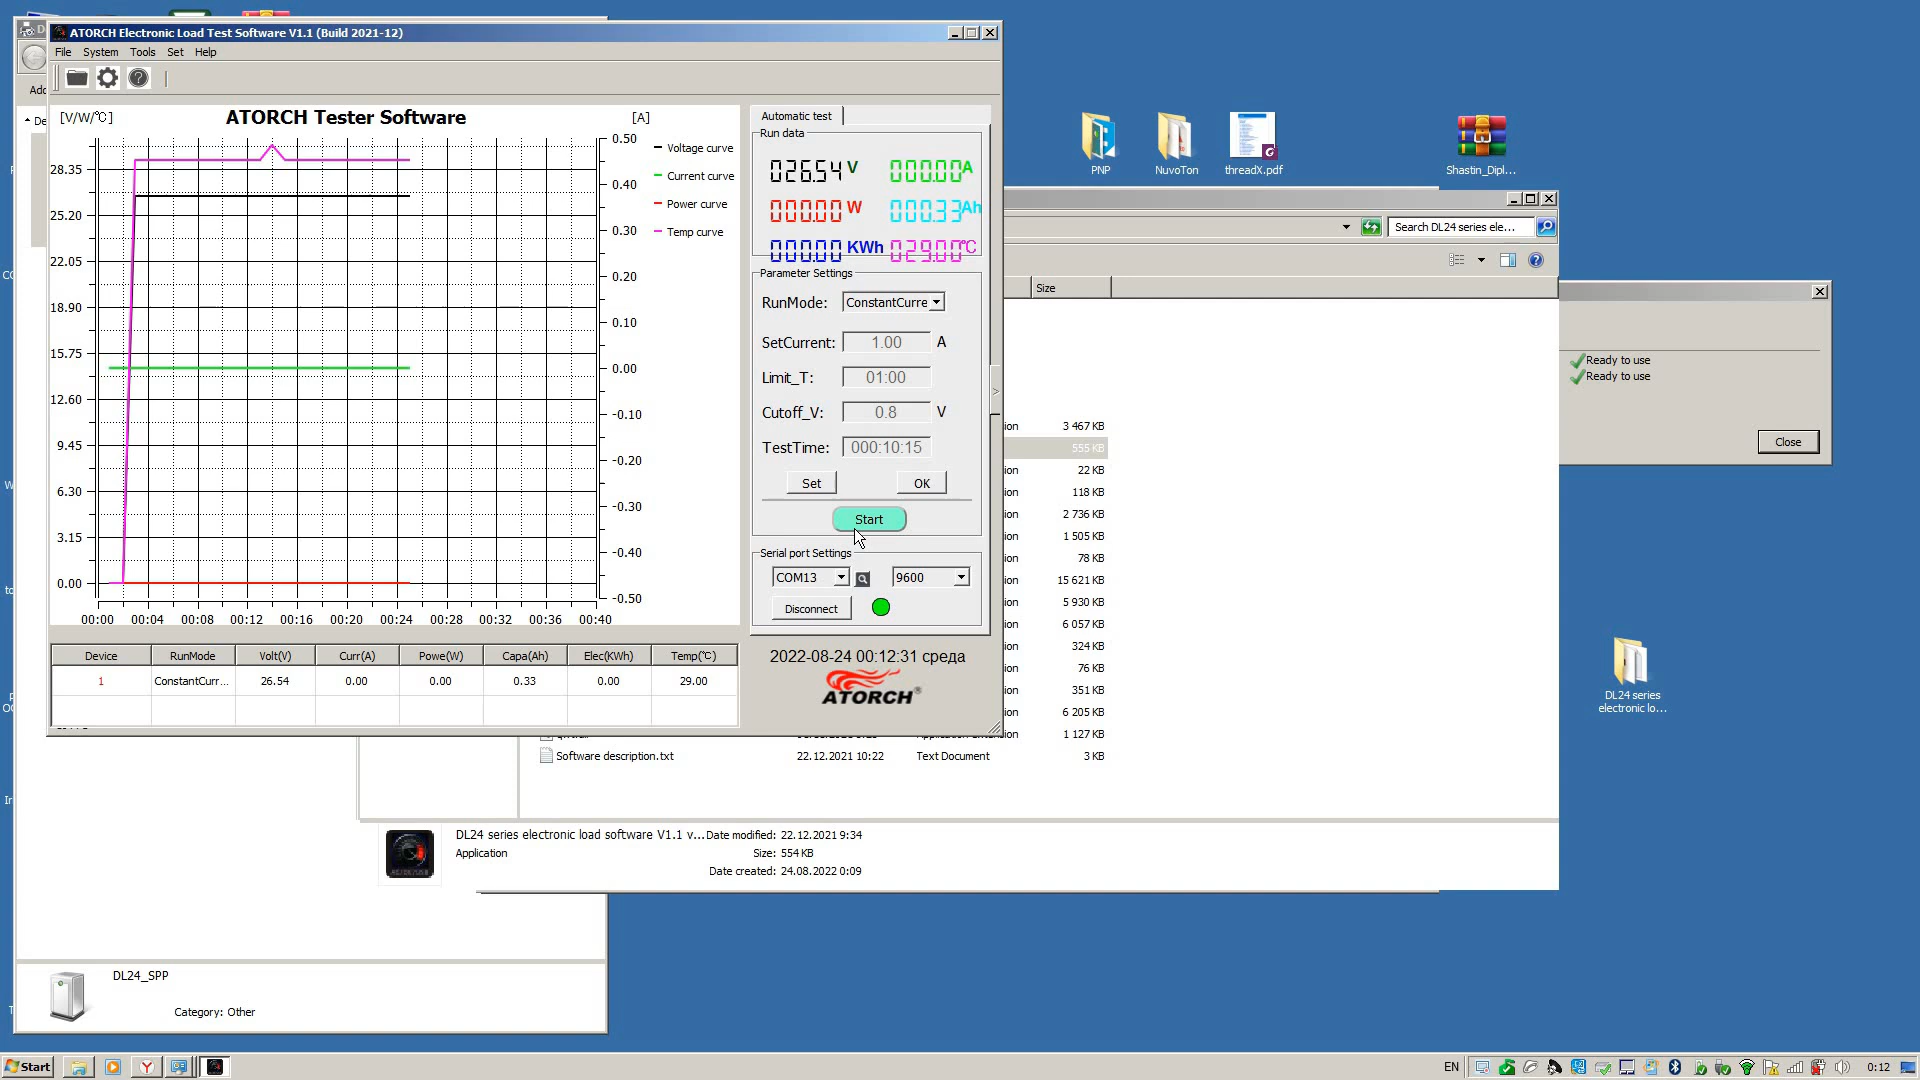 ATORCH Electronic Load Test Software V1.1 (Build 2021-12)
File System Tools Set Help
[V/W/℃]
ATORCH Tester Software
[A]
Voltage curve
Current curve
Power curve
Temp curve
28.35
25.20
22.05
18.90
15.75
12.60
9.45
6.30
3.15
0.00
0.50
0.40
0.30
0.20
0.10
0.00
-0.10
-0.20
-0.30
-0.40
-0.50
00:00 00:04 00:08 00:12 00:16 00:20 00:24 00:28 00:32 00:36 00:40
Automatic test
Run data
026.54 V 000.00 A
000.00 W 000.33 Ah
000.00 KWh 029.00 ℃
Parameter Settings
RunMode: ConstantCurre
SetCurrent: 1.00 A
Limit_T: 01:00
Cutoff_V: 0.8 V
TestTime: 000:10:15
Set OK
Start
Serial port Settings
COM13 9600
Disconnect
Device RunMode Volt(V) Curr(A) Powe(W) Capa(Ah) Elec(KWh) Temp(℃)
1 ConstantCurr... 26.54 0.00 0.00 0.33 0.00 29.00
2022-08-24 00:12:31 среда
ATORCH®
PNP
NuvoTon
threadX.pdf
Shastin_Dipl...
Search DL24 series ele...
Size
3 467 KB
555 KB
22 KB
118 KB
2 736 KB
1 505 KB
78 KB
15 621 KB
5 930 KB
6 057 KB
324 KB
76 KB
351 KB
6 205 KB
1 127 KB
Software description.txt 22.12.2021 10:22 Text Document 3 KB
Ready to use
Ready to use
Close
DL24 series
electronic lo...
DL24 series electronic load software V1.1 v... Date modified: 22.12.2021 9:34
Application Size: 554 KB
Date created: 24.08.2022 0:09
DL24_SPP
Category: Other
Start
EN
0:12